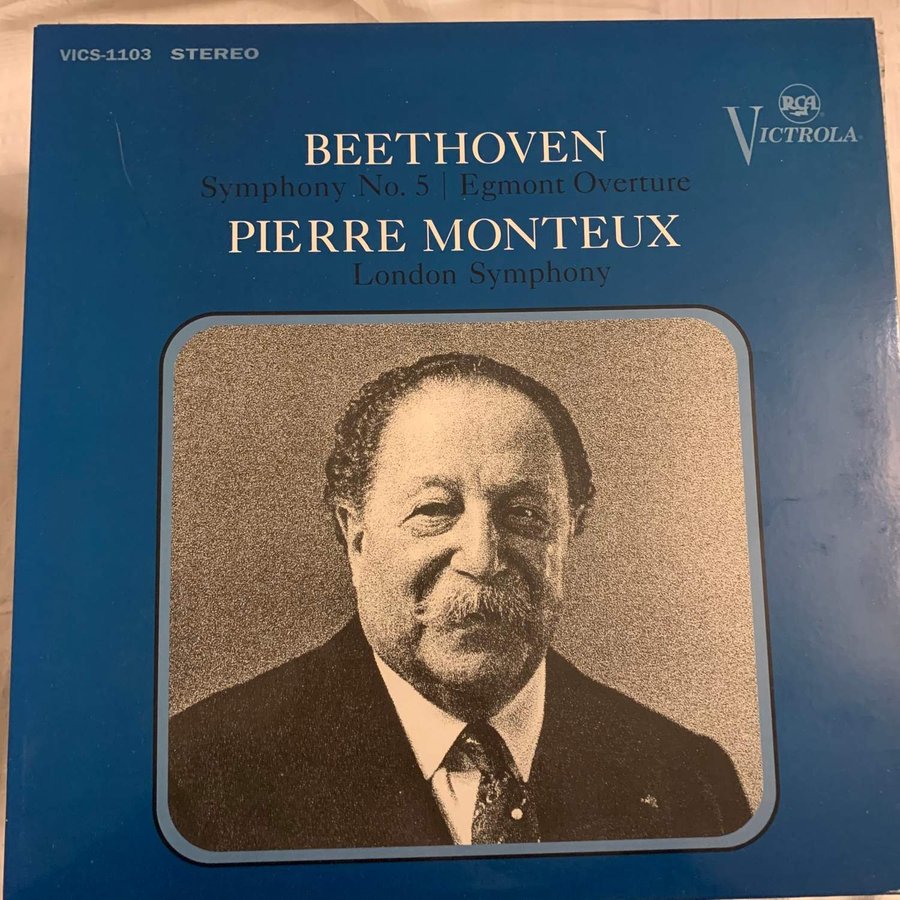 VICS-1103 STEREO
RCA
VICTROLA
BEETHOVEN
Symphony No. 5 | Egmont Overture
PIERRE MONTEUX
London Symphony